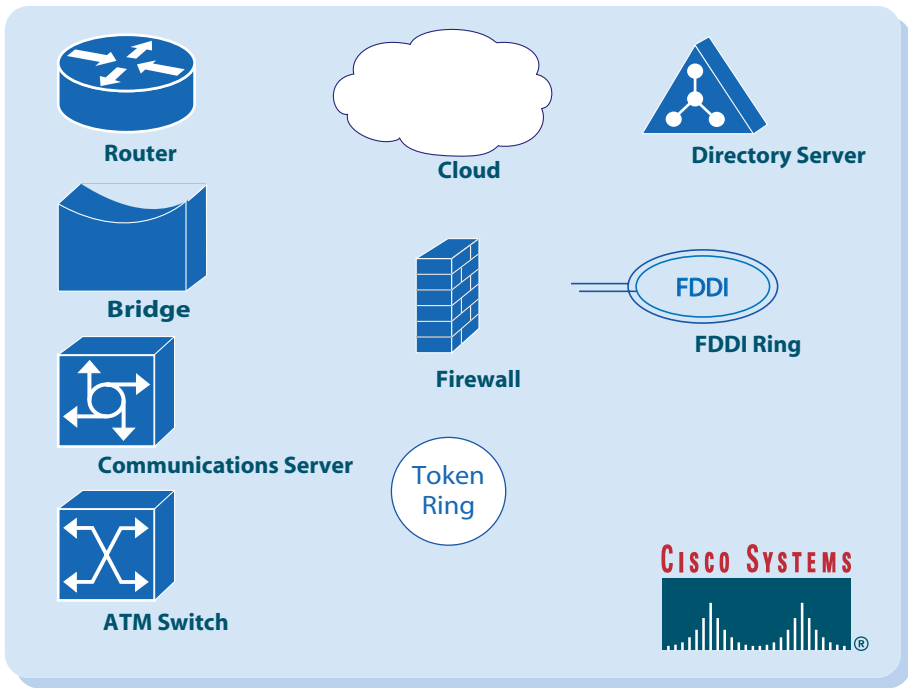 Router
Cloud
Directory Server
Bridge
FDDI
FDDI Ring
Firewall
Communications Server
Token
Ring
ATM Switch
CISCO SYSTEMS
®